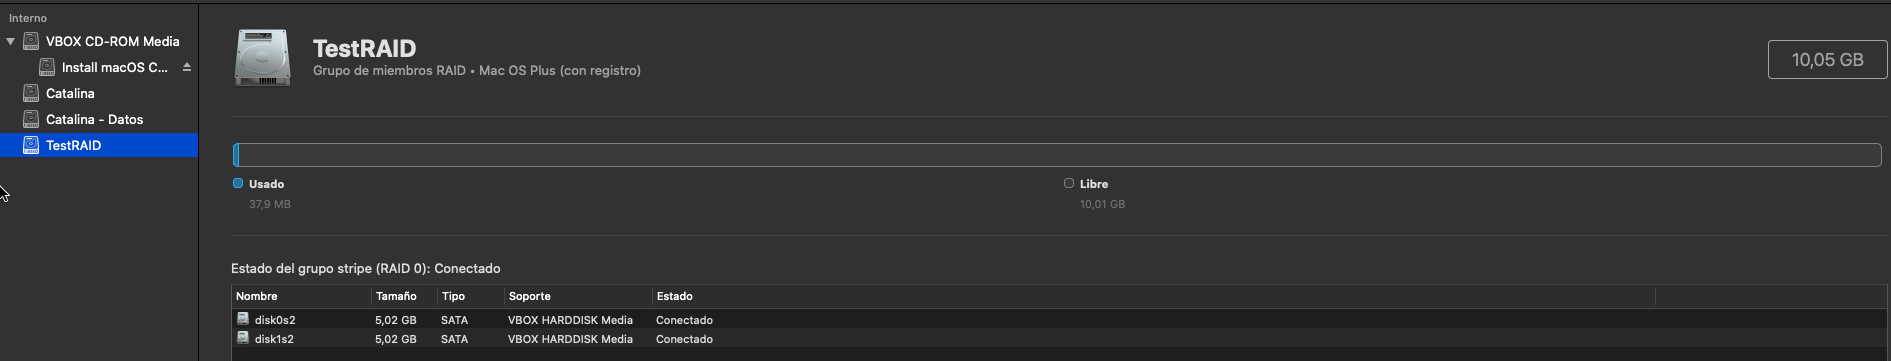 Interno
VBOX CD-ROM Media
Install macOS C...
Catalina
Catalina - Datos
TestRAID
TestRAID
Grupo de miembros RAID • Mac OS Plus (con registro)
10,05 GB
Usado
37,9 MB
Libre
10,01 GB
Estado del grupo stripe (RAID 0): Conectado
Nombre Tamaño Tipo Soporte Estado
disk0s2 5,02 GB SATA VBOX HARDDISK Media Conectado
disk1s2 5,02 GB SATA VBOX HARDDISK Media Conectado